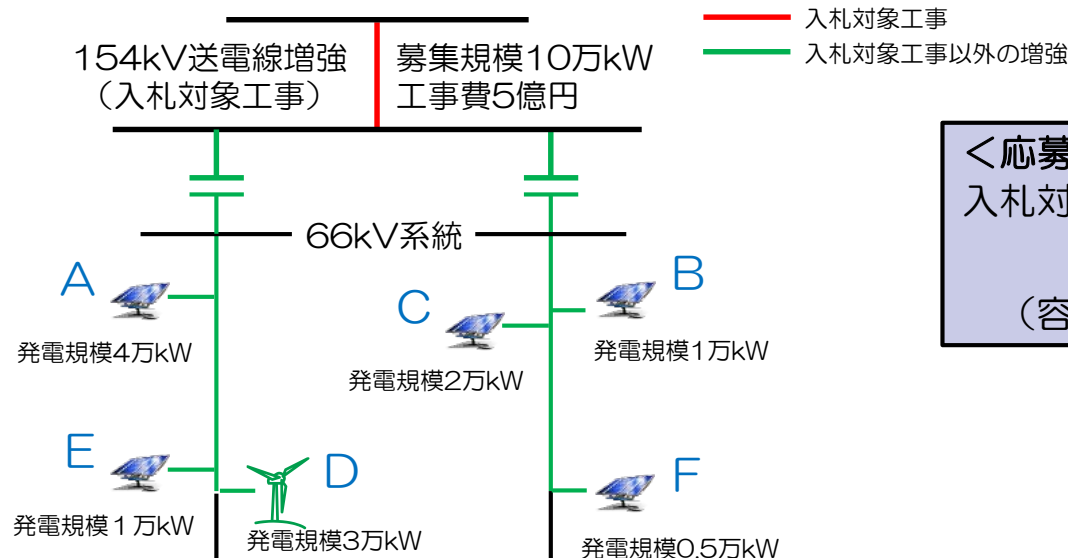 入札対象工事
入札対象工事以外の増強
154kV送電線増強
（入札対象工事）
募集規模10万kW
工事費5億円
＜応募
入札対
（容
66kV系統
A
発電規模4万kW
B
発電規模1万kW
C
発電規模2万kW
E
発電規模１万kW
D
発電規模3万kW
F
発電規模0.5万kW